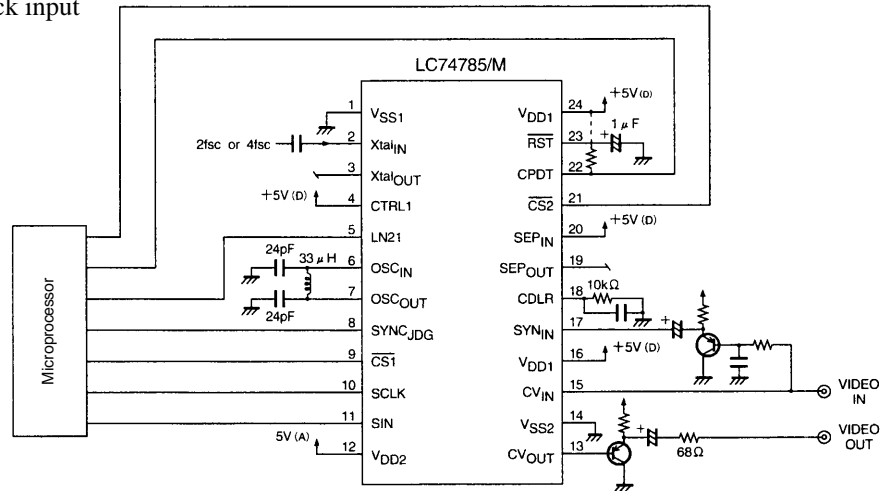 ck input
LC74785/M
1
VSS1
2fsc or 4fsc
2
XtalIN
3
XtalOUT
+5V (D)
4
CTRL1
5
LN21
24pF
33 μH
6
OSCIN
7
OSCOUT
24pF
8
SYNCJDG
9
CS1
10
SCLK
11
SIN
5V (A)
12
VDD2
Microprocessor
VDD1
24
+5V (D)
RST
23
+
1 μF
CPDT
22
CS2
21
SEPIN
20
+5V (D)
SEPOUT
19
CDLR
18
10kΩ
SYNIN
17
+
VDD1
16
+5V (D)
CVIN
15
VIDEO
IN
VSS2
14
CVOUT
13
+
68Ω
VIDEO
OUT